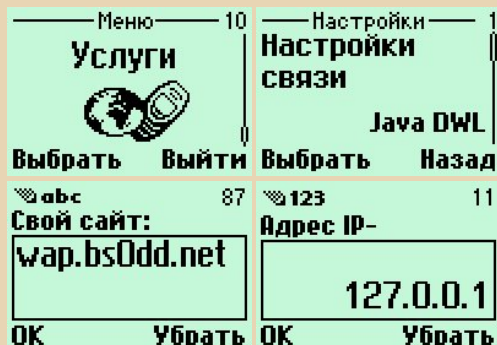 Меню 10
Услуги
Выбрать Выйти
Настройки 1
Настройки
связи
Java DWL
Выбрать Назад
abc 87
Свой сайт:
wap.bs0dd.net
OK Убрать
123 11
Адрес IP-
127.0.0.1
OK Убрать